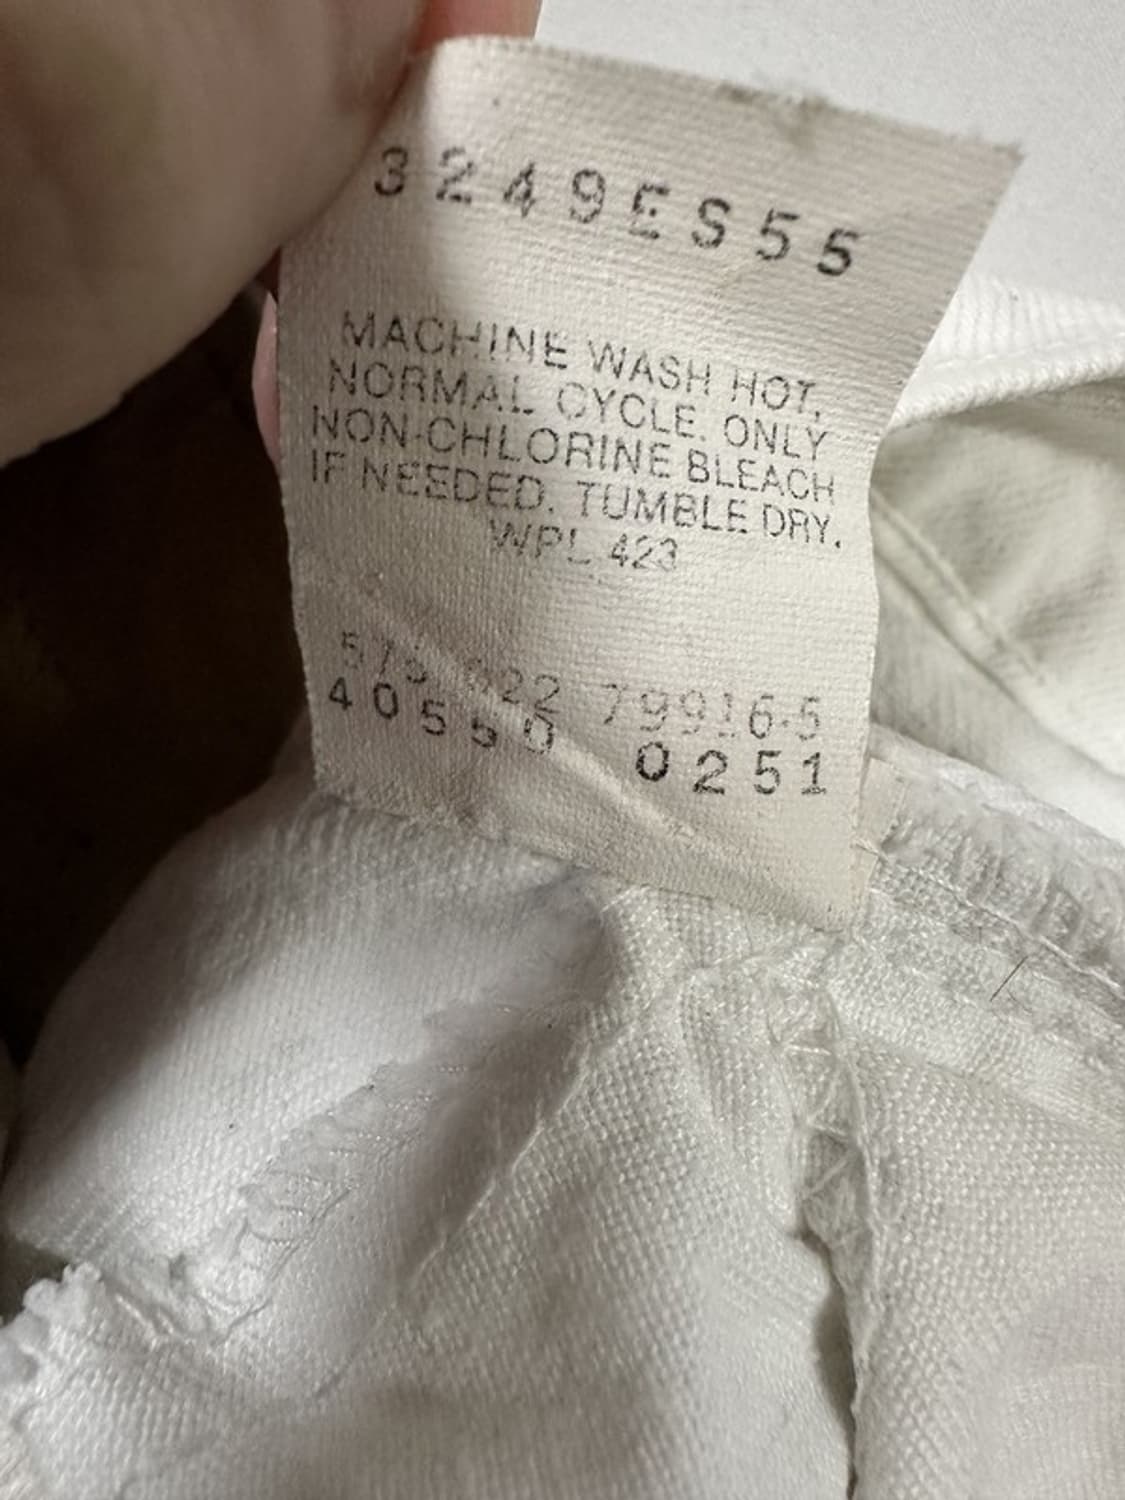 3249ES55
MACHINE WASH HOT,
NORMAL CYCLE. ONLY
NON-CHLORINE BLEACH
IF NEEDED. TUMBLE DRY.
WPL 423
79916-5
40550 0251